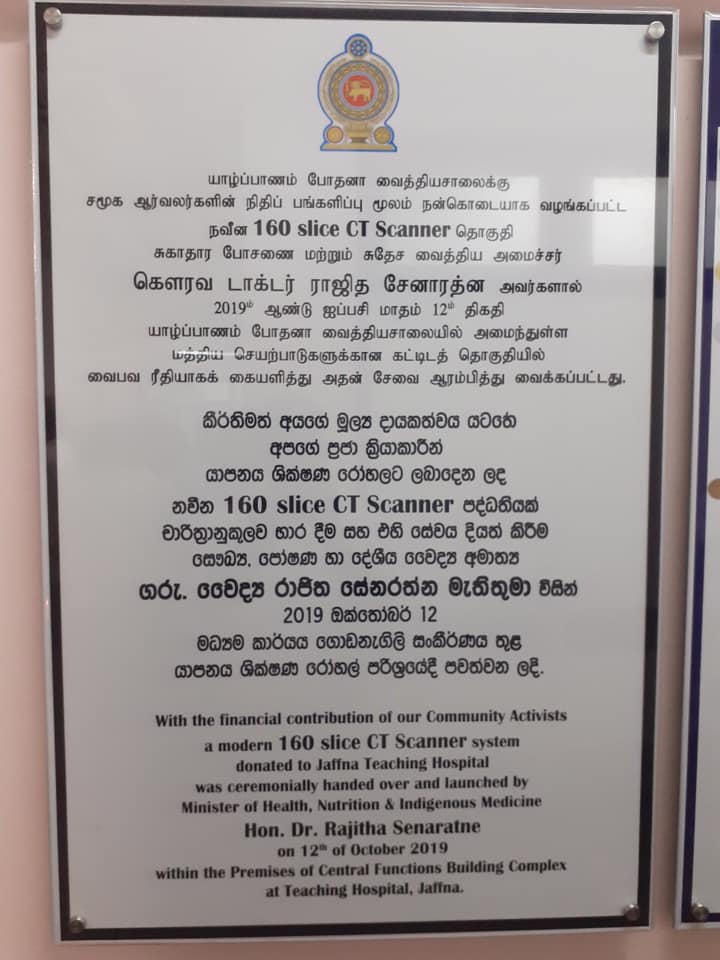 யாழ்ப்பாணம் போதனா வைத்தியசாலைக்கு
சமூக ஆர்வலர்களின் நிதிப் பங்களிப்பு மூலம் நன்கொடையாக வழங்கப்பட்ட
நவீன 160 slice CT Scanner தொகுதி
சுகாதார போசணை மற்றும் சுதேச வைத்திய அமைச்சர்
கௌரவ டாக்டர் ராஜித சேனாரத்ன அவர்களால்
2019ம் ஆண்டு ஐப்பசி மாதம் 12ம் திகதி
யாழ்ப்பாணம் போதனா வைத்தியசாலையில் அமைந்துள்ள
மத்திய செயற்பாடுகளுக்கான கட்டிடத் தொகுதியில்
வைபவ ரீதியாகக் கையளித்து அதன் சேவை ஆரம்பித்து வைக்கப்பட்டது.
කීර්තිමත් අයගේ මූල්‍ය දායකත්වය යටතේ
අපගේ ප්‍රජා ක්‍රියාකාරීන්
යාපනය ශික්ෂණ රෝහලට ලබාදෙන ලද
නවීන 160 slice CT Scanner පද්ධතියක්
චාරිත්‍රානුකූලව භාර දීම සහ එහි සේවය දියත් කිරීම
සෞඛ්‍ය, පෝෂණ හා දේශීය වෛද්‍ය අමාත්‍ය
ගරු. වෛද්‍ය රාජිත සේනරත්න මැතිතුමා විසින්
2019 ඔක්තෝබර් 12
මධ්‍යම කාර්යය ගොඩනැගිලි සංකීර්ණය තුළ
යාපනය ශික්ෂණ රෝහල් පරිශ්‍රයේදී පවත්වන ලදී.
With the financial contribution of our Community Activists
a modern 160 slice CT Scanner system
donated to Jaffna Teaching Hospital
was ceremonially handed over and launched by
Minister of Health, Nutrition & Indigenous Medicine
Hon. Dr. Rajitha Senaratne
on 12th of October 2019
within the Premises of Central Functions Building Complex
at Teaching Hospital, Jaffna.